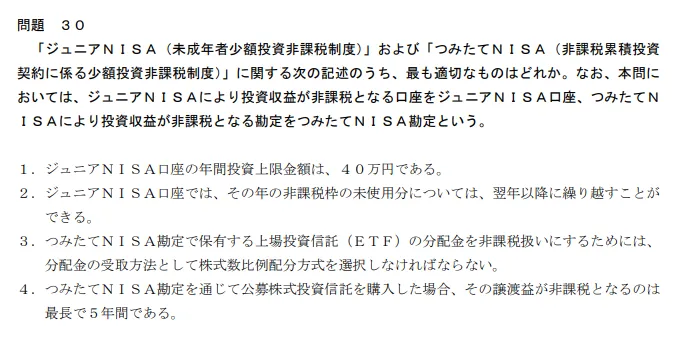 問題　３０
「ジュニアＮＩＳＡ（未成年者少額投資非課税制度）」および「つみたてＮＩＳＡ（非課税累積投資
契約に係る少額投資非課税制度）」に関する次の記述のうち、最も適切なものはどれか。なお、本問に
おいては、ジュニアＮＩＳＡにより投資収益が非課税となる口座をジュニアＮＩＳＡ口座、つみたてＮ
ＩＳＡにより投資収益が非課税となる勘定をつみたてＮＩＳＡ勘定という。
１．ジュニアＮＩＳＡ口座の年間投資上限金額は、４０万円である。
２．ジュニアＮＩＳＡ口座では、その年の非課税枠の未使用分については、翌年以降に繰り越すことが
できる。
３．つみたてＮＩＳＡ勘定で保有する上場投資信託（ＥＴＦ）の分配金を非課税扱いにするためには、
分配金の受取方法として株式数比例配分方式を選択しなければならない。
４．つみたてＮＩＳＡ勘定を通じて公募株式投資信託を購入した場合、その譲渡益が非課税となるのは
最長で５年間である。